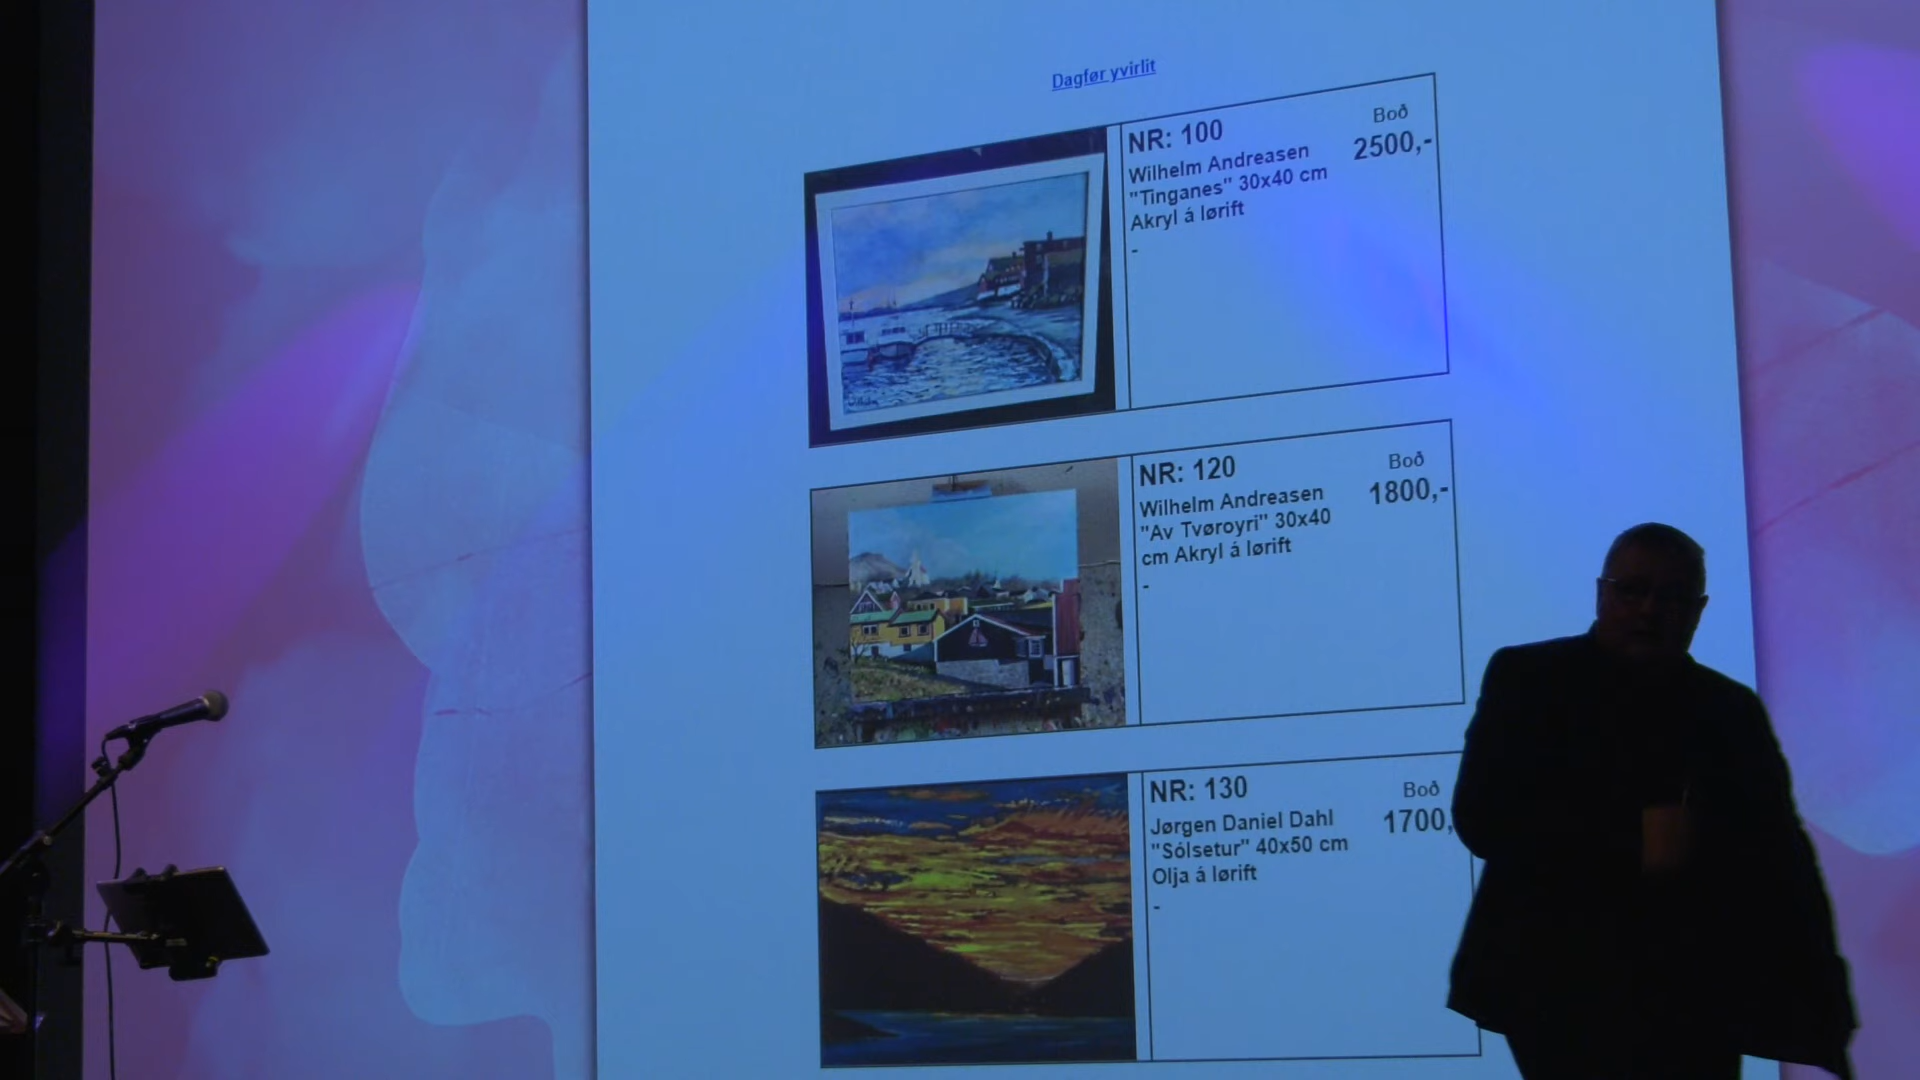 Dagfør yvirlit
NR: 100
Boð
2500,-
Wilhelm Andreasen
"Tinganes" 30x40 cm
Akryl á lørift
-
NR: 120
Boð
1800,-
Wilhelm Andreasen
"Av Tvøroyri" 30x40
cm Akryl á lørift
-
NR: 130
Boð
1700,
Jørgen Daniel Dahl
"Sólsetur" 40x50 cm
Olja á lørift
-